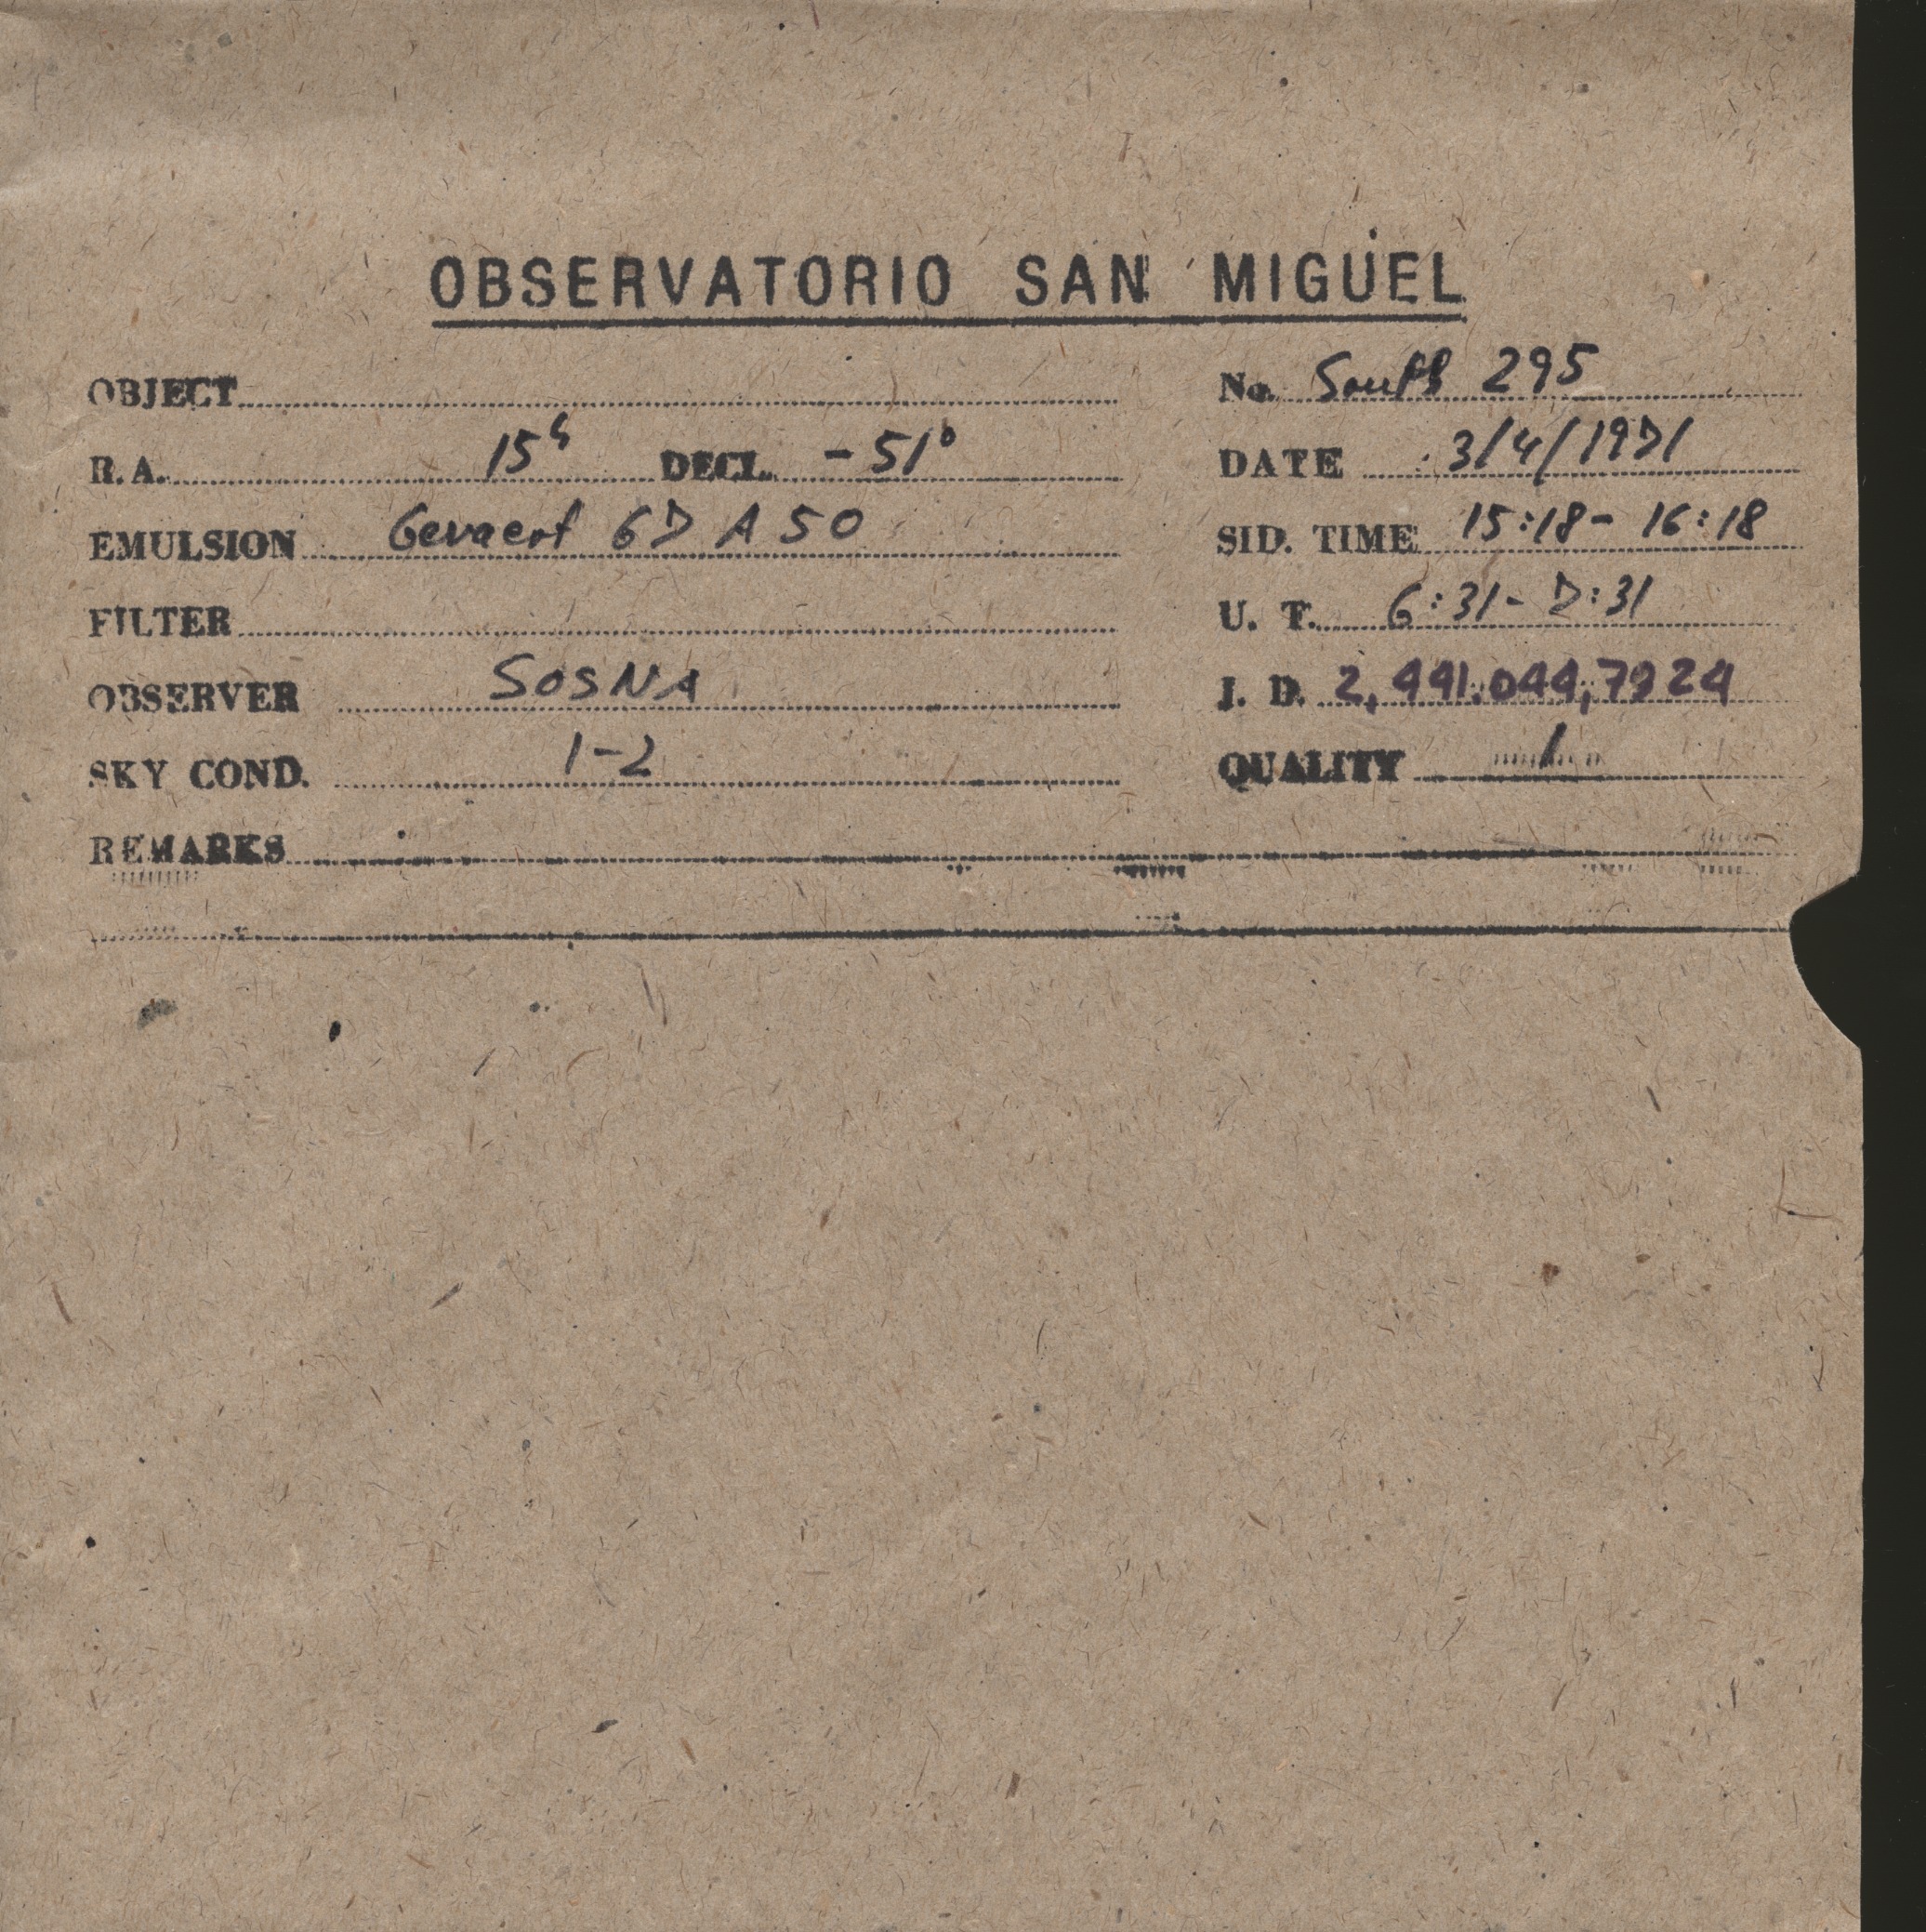 OBSERVATORIO SAN MIGUEL
OBJECT
No. South 295
R.A. 15h DECL. -51°
DATE 3/4/1971
EMULSION Gevaert 67 A 50
SID. TIME 15:18- 16:18
FILTER
U. T. 6:31- 7:31
OBSERVER SOSNA
J. D. 2,441.044,7924
SKY COND. 1-2
QUALITY 1
REMARKS